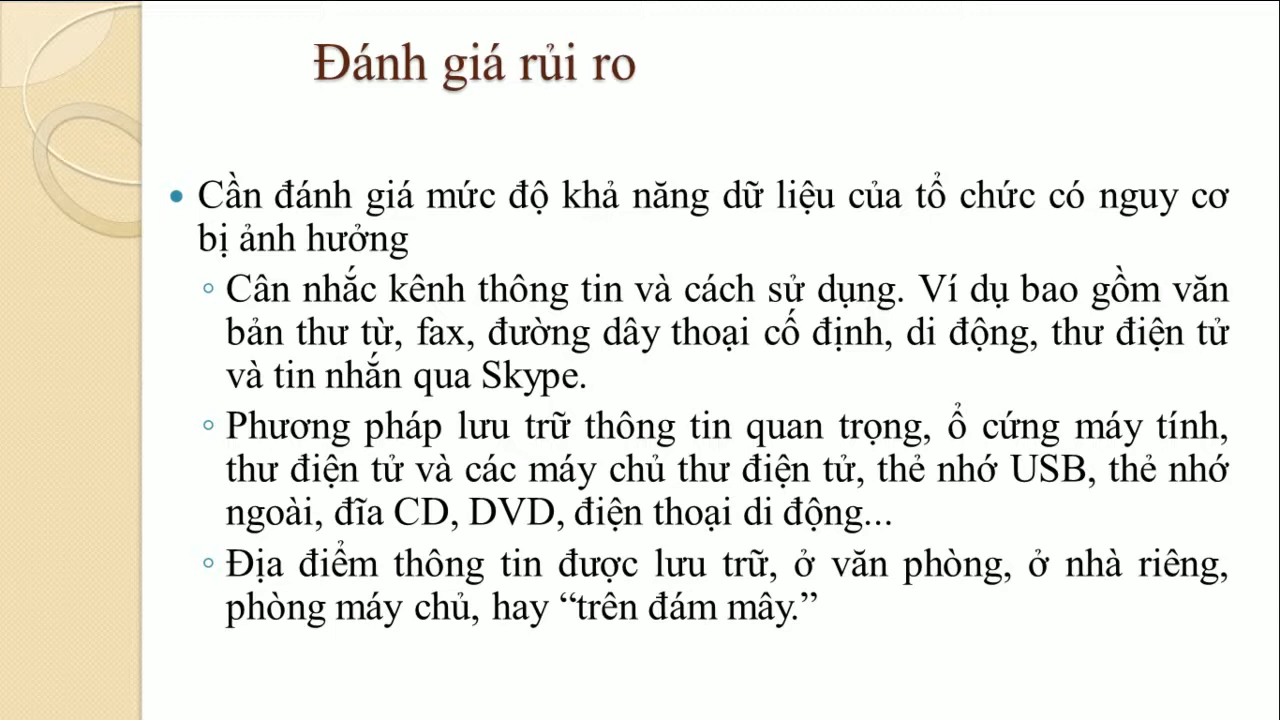 Đánh giá rủi ro
• Cần đánh giá mức độ khả năng dữ liệu của tổ chức có nguy cơ
bị ảnh hưởng
◦ Cân nhắc kênh thông tin và cách sử dụng. Ví dụ bao gồm văn
bản thư từ, fax, đường dây thoại cố định, di động, thư điện tử
và tin nhắn qua Skype.
◦ Phương pháp lưu trữ thông tin quan trọng, ổ cứng máy tính,
thư điện tử và các máy chủ thư điện tử, thẻ nhớ USB, thẻ nhớ
ngoài, đĩa CD, DVD, điện thoại di động...
◦ Địa điểm thông tin được lưu trữ, ở văn phòng, ở nhà riêng,
phòng máy chủ, hay “trên đám mây.”